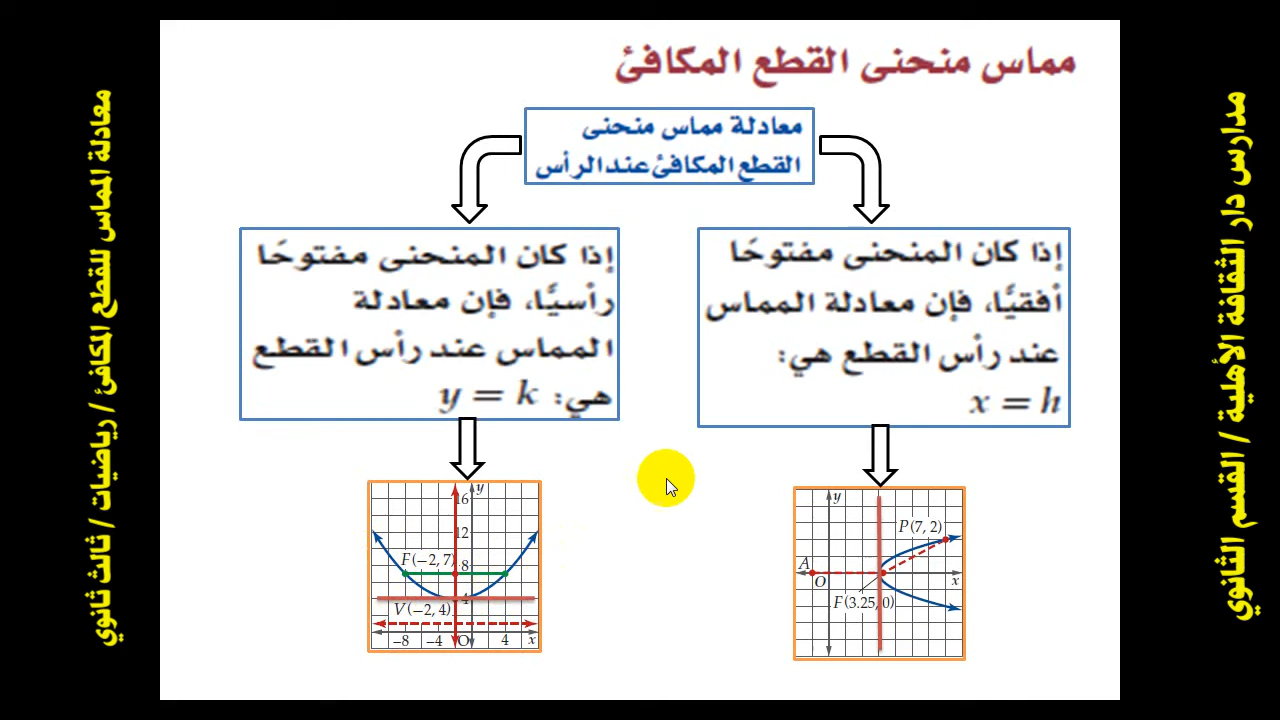 مماس منحنى القطع المكافئ
معادلة مماس منحنى
القطع المكافئ عند الرأس
إذا كان المنحنى مفتوحًا
أفقيًّا، فإن معادلة المماس
عند رأس القطع هي:
x = h
إذا كان المنحنى مفتوحًا
رأسيًّا، فإن معادلة
المماس عند رأس القطع
هي: y = k
y
P(7, 2)
A
O
x
F(3.25, 0)
y
16
12
F(−2, 7)
8
4
V(−2, 4)
−8
−4
O
4
x
مدارس دار الثقافة الأهلية / القسم الثانوي
معادلة المماس للقطع المكافئ / رياضيات / ثالث ثانوي